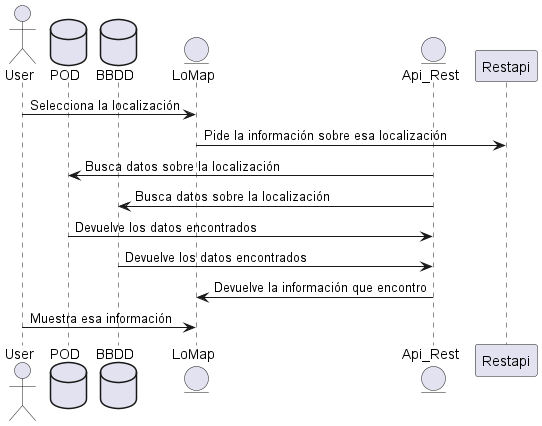 User POD BBDD LoMap Api_Rest Restapi
Selecciona la localización
Pide la información sobre esa localización
Busca datos sobre la localización
Busca datos sobre la localización
Devuelve los datos encontrados
Devuelve los datos encontrados
Devuelve la información que encontro
Muestra esa información
User POD BBDD LoMap Api_Rest Restapi